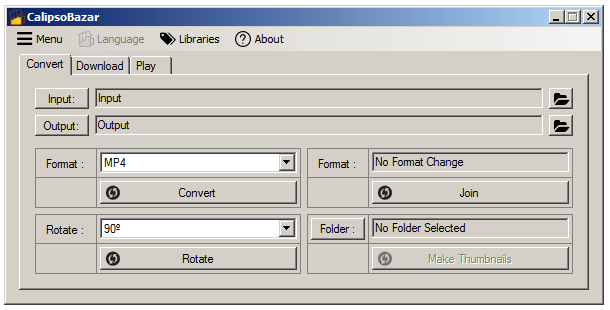 CalipsoBazar
Menu Language Libraries About
Convert Download Play
Input: Input
Output: Output
Format : MP4 Format : No Format Change
Convert Join
Rotate : 90º Folder : No Folder Selected
Rotate Make Thumbnails